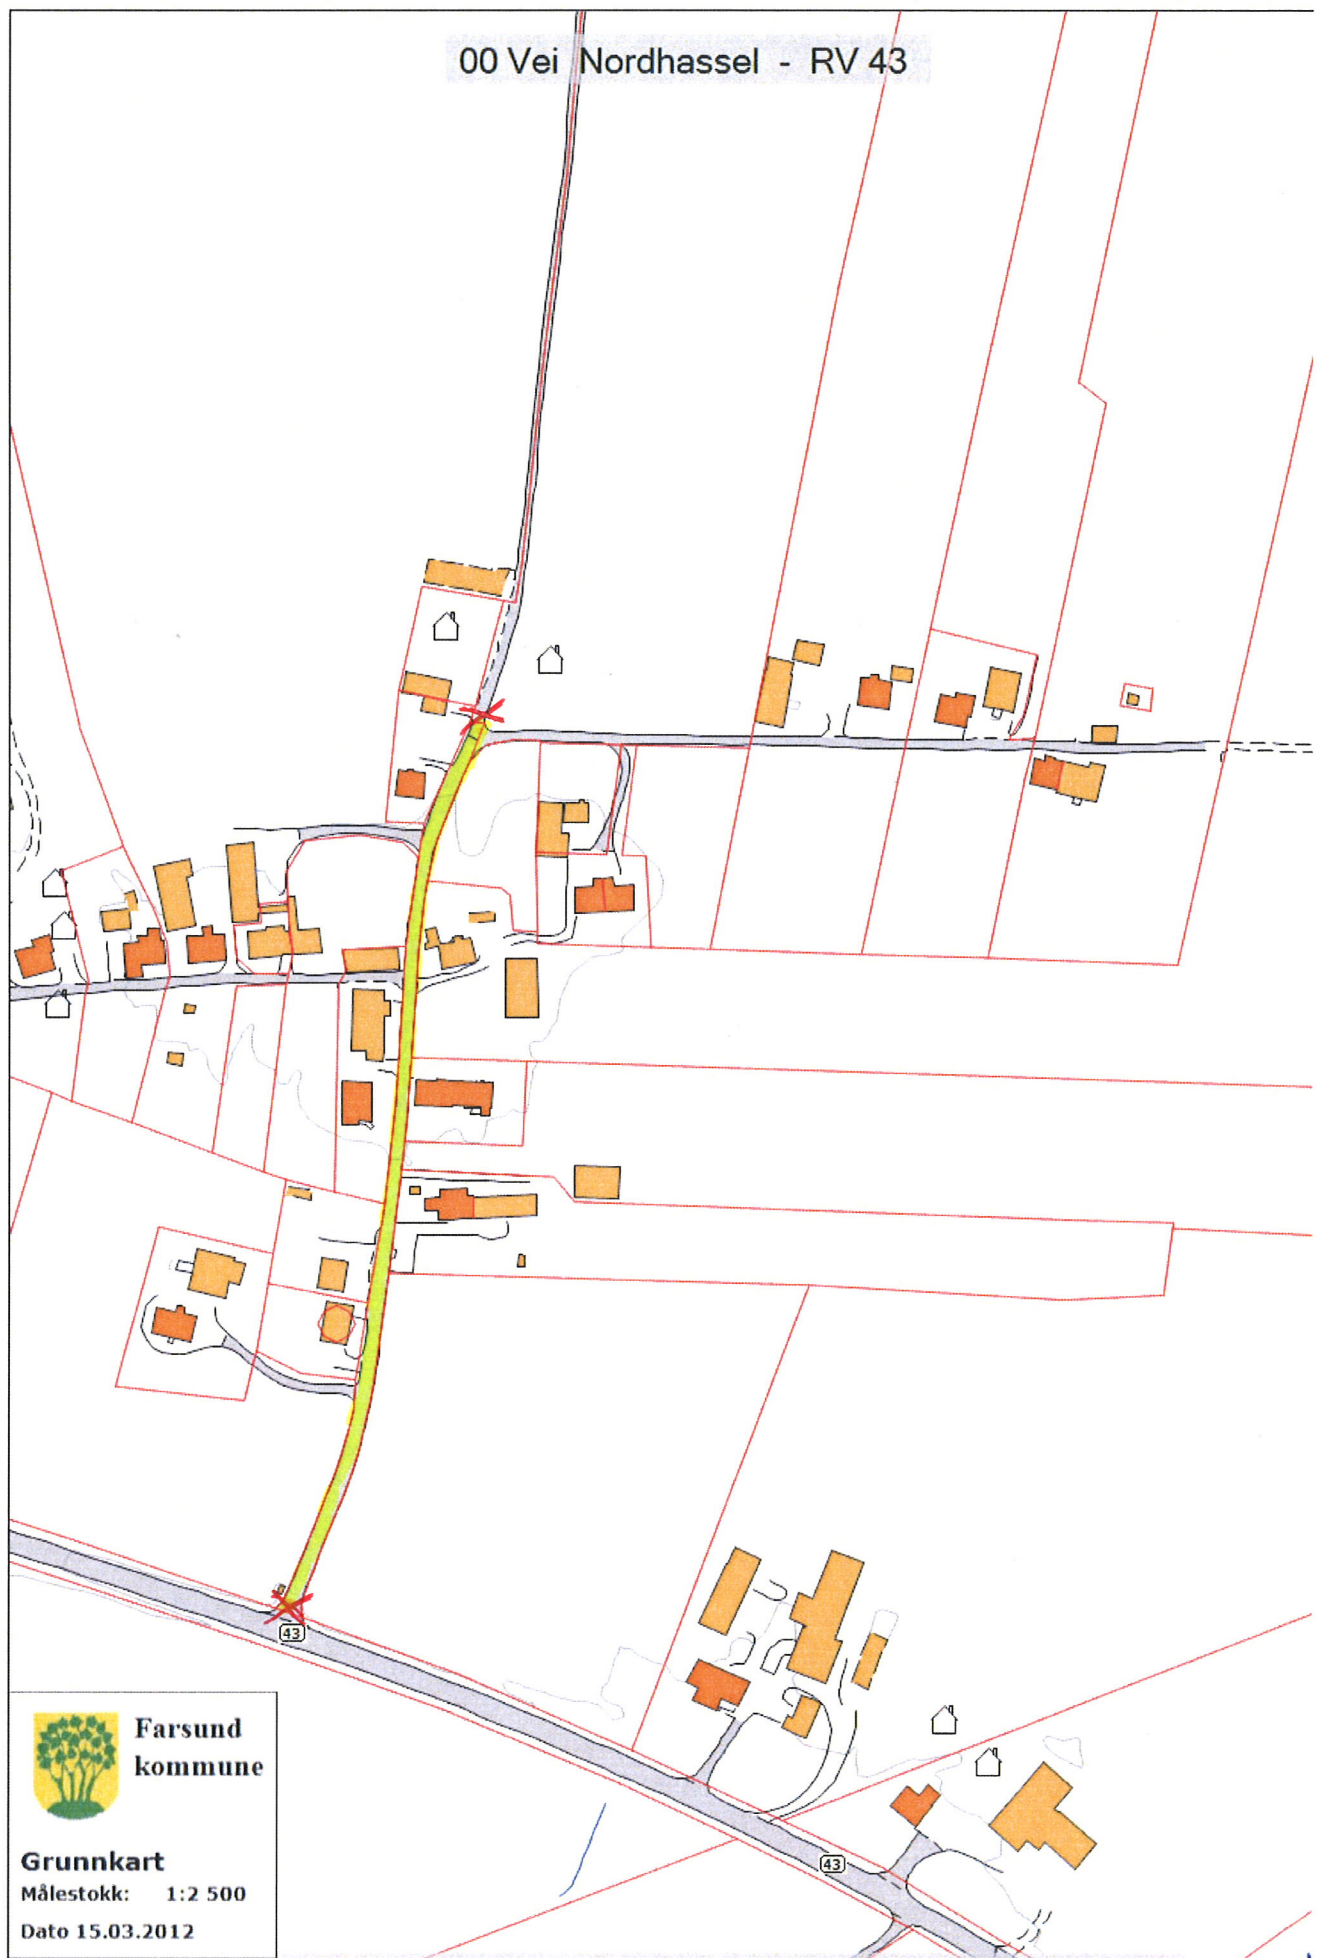 00 Vei Nordhassel - RV 43
43
43
Farsund
kommune
Grunnkart
Målestokk: 1:2 500
Dato 15.03.2012